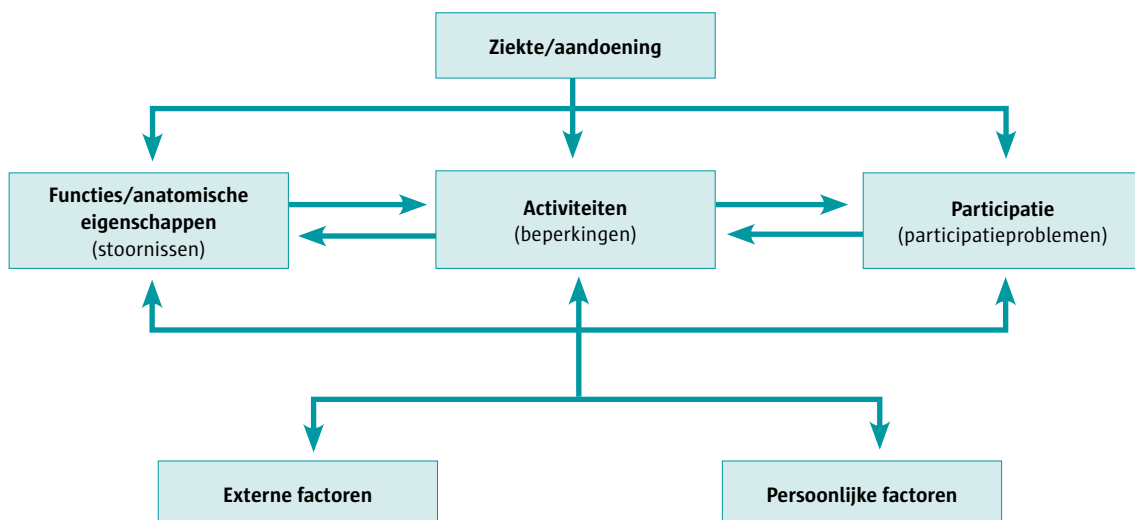 Ziekte/aandoening
Functies/anatomische
eigenschappen
(stoornissen)
Activiteiten
(beperkingen)
Participatie
(participatieproblemen)
Externe factoren
Persoonlijke factoren